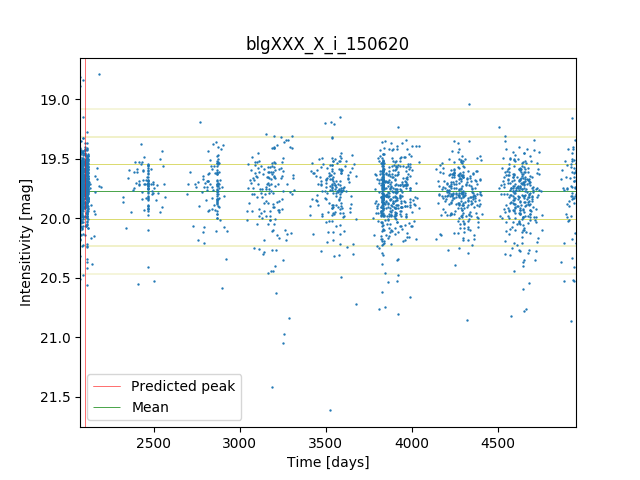 blgXXX_X_i_150620
Intensitivity [mag]
19.0
19.5
20.0
20.5
21.0
21.5
Predicted peak
Mean
2500 3000 3500 4000 4500
Time [days]